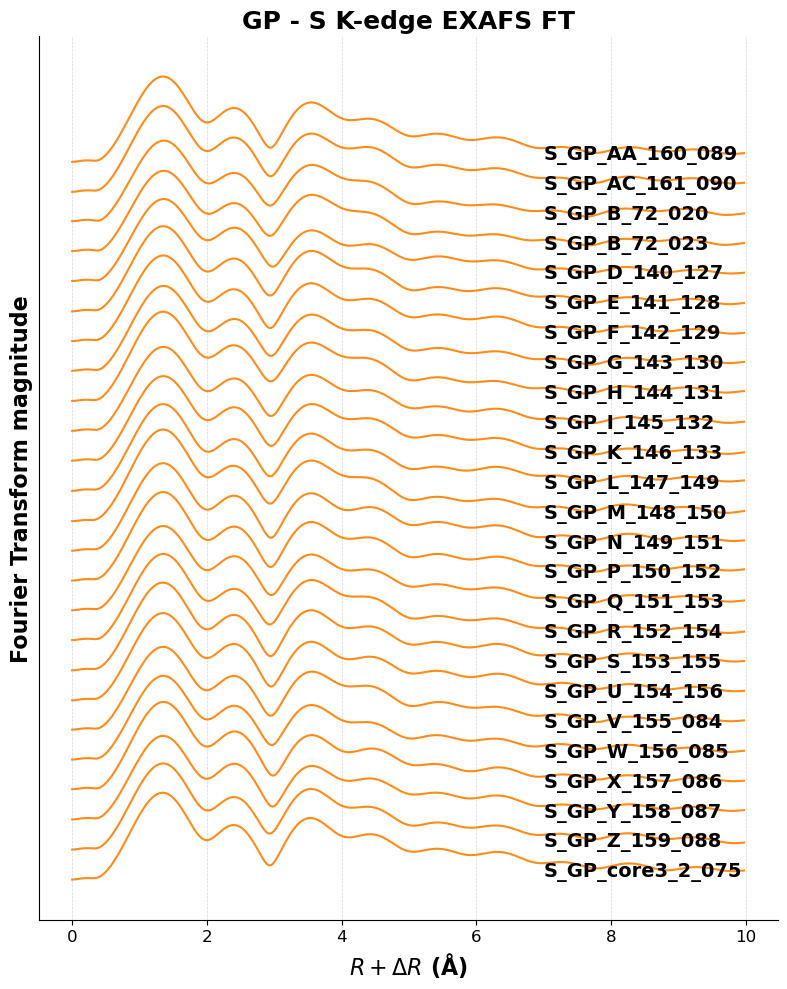 GP - S K-edge EXAFS FT
Fourier Transform magnitude
S_GP_AA_160_089
S_GP_AC_161_090
S_GP_B_72_020
S_GP_B_72_023
S_GP_D_140_127
S_GP_E_141_128
S_GP_F_142_129
S_GP_G_143_130
S_GP_H_144_131
S_GP_I_145_132
S_GP_K_146_133
S_GP_L_147_149
S_GP_M_148_150
S_GP_N_149_151
S_GP_P_150_152
S_GP_Q_151_153
S_GP_R_152_154
S_GP_S_153_155
S_GP_U_154_156
S_GP_V_155_084
S_GP_W_156_085
S_GP_X_157_086
S_GP_Y_158_087
S_GP_Z_159_088
S_GP_core3_2_075
0 2 4 6 8 10
R + ΔR (Å)